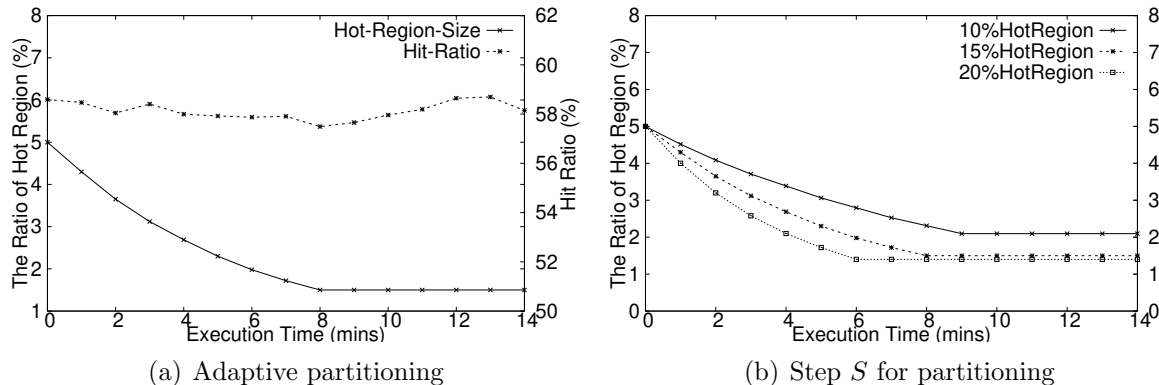 8
7
6
5
4
3
2
1
The Ratio of Hot Region (%)
Hot-Region-Size
Hit-Ratio
62
60
58
56
54
52
50
Hit Ratio (%)
0 2 4 6 8 10 12 14
Execution Time (mins)
(a) Adaptive partitioning
8
7
6
5
4
3
2
1
0
The Ratio of Hot Region (%)
10%HotRegion
15%HotRegion
20%HotRegion
8
7
6
5
4
3
2
1
0
0 2 4 6 8 10 12 14
Execution Time (mins)
(b) Step S for partitioning